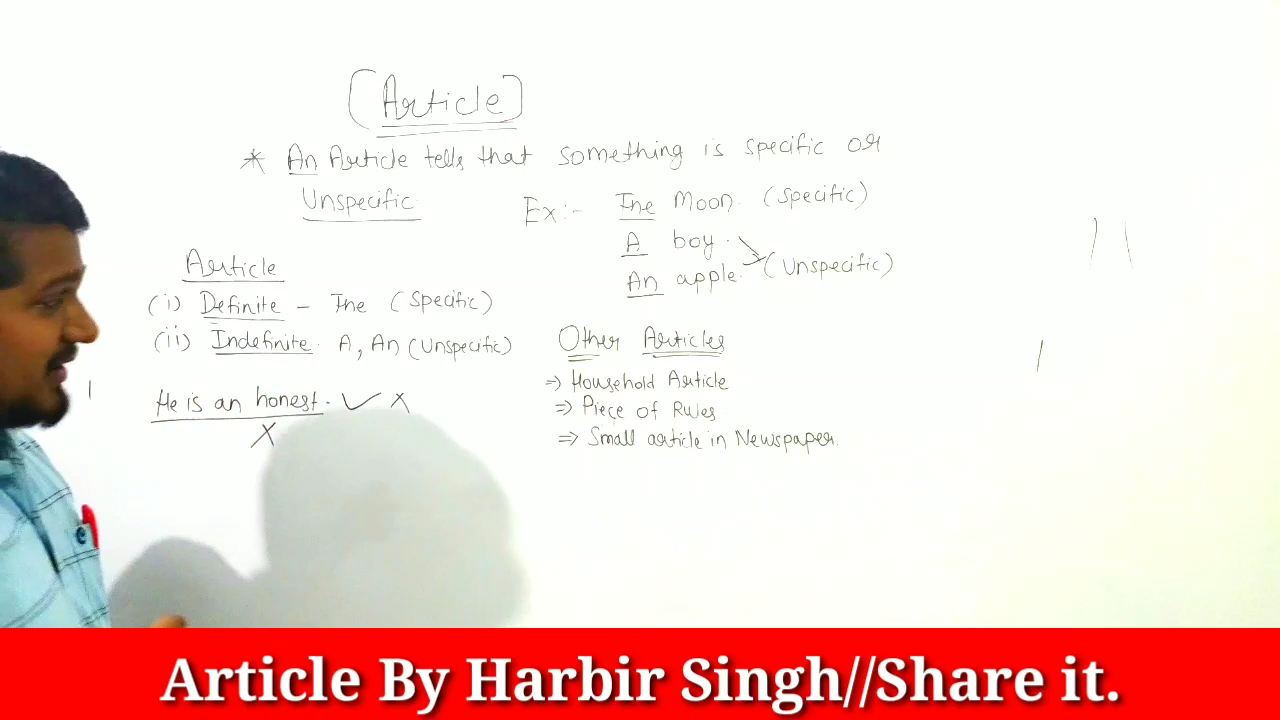 [Article]
* An Article tells that something is specific or
Unspecific.
Ex:- The Moon. (Specific)
A boy.
An apple. (Unspecific)
Article
(i) Definite - The (Specific)
(ii) Indefinite. A, An (Unspecific)
He is an honest. ✓ X
X
Other Articles
⇒ Household Article
⇒ Piece of Rules
⇒ Small article in Newspaper.
Article By Harbir Singh//Share it.